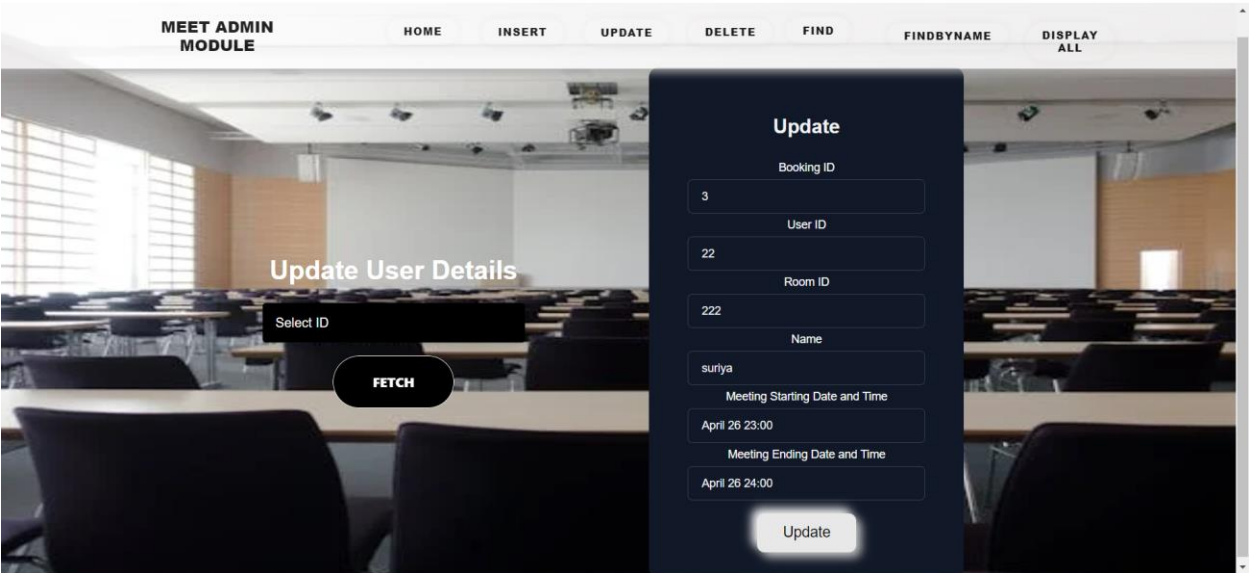 MEET ADMIN
MODULE
HOME
INSERT
UPDATE
DELETE
FIND
FINDBYNAME
DISPLAY
ALL
Update User Details
Select ID
FETCH
Update
Booking ID
3
User ID
22
Room ID
222
Name
suriya
Meeting Starting Date and Time
April 26 23:00
Meeting Ending Date and Time
April 26 24:00
Update